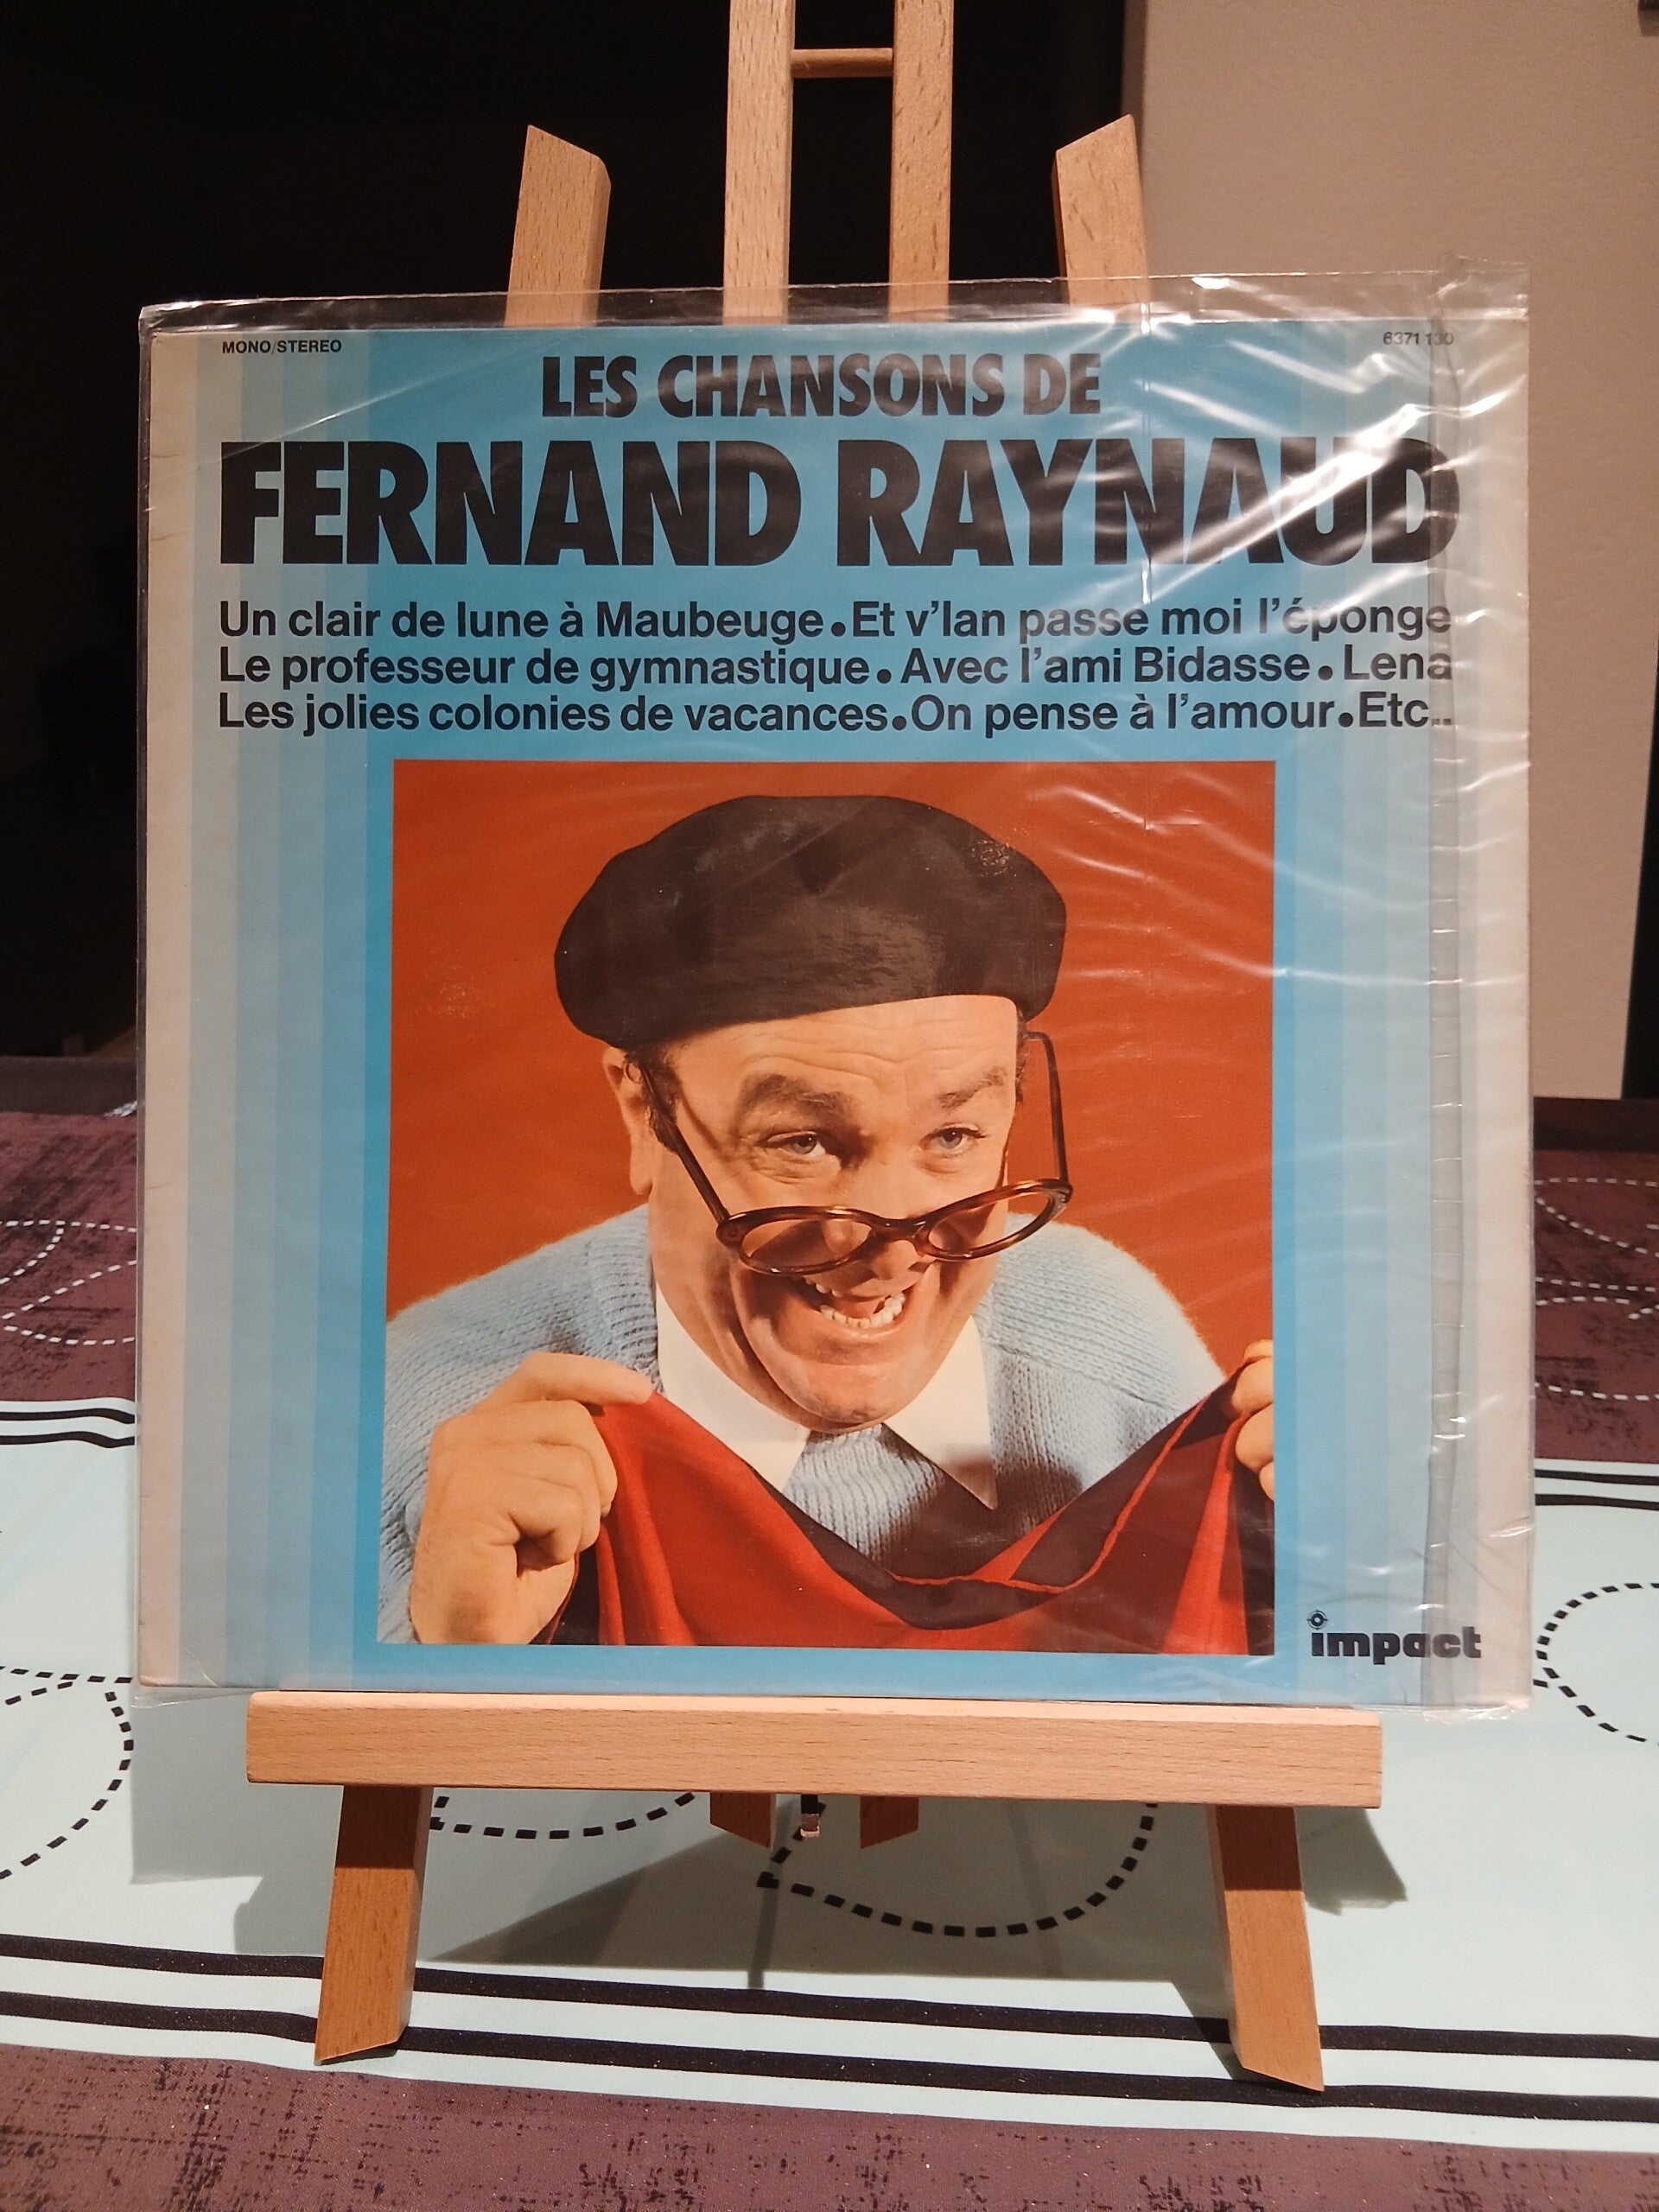 MONO/STEREO
6371 130
LES CHANSONS DE
FERNAND RAYNAUD
Un clair de lune à Maubeuge • Et v'lan passe moi l'éponge
Le professeur de gymnastique • Avec l'ami Bidasse • Lena
Les jolies colonies de vacances • On pense à l'amour • Etc...
impact